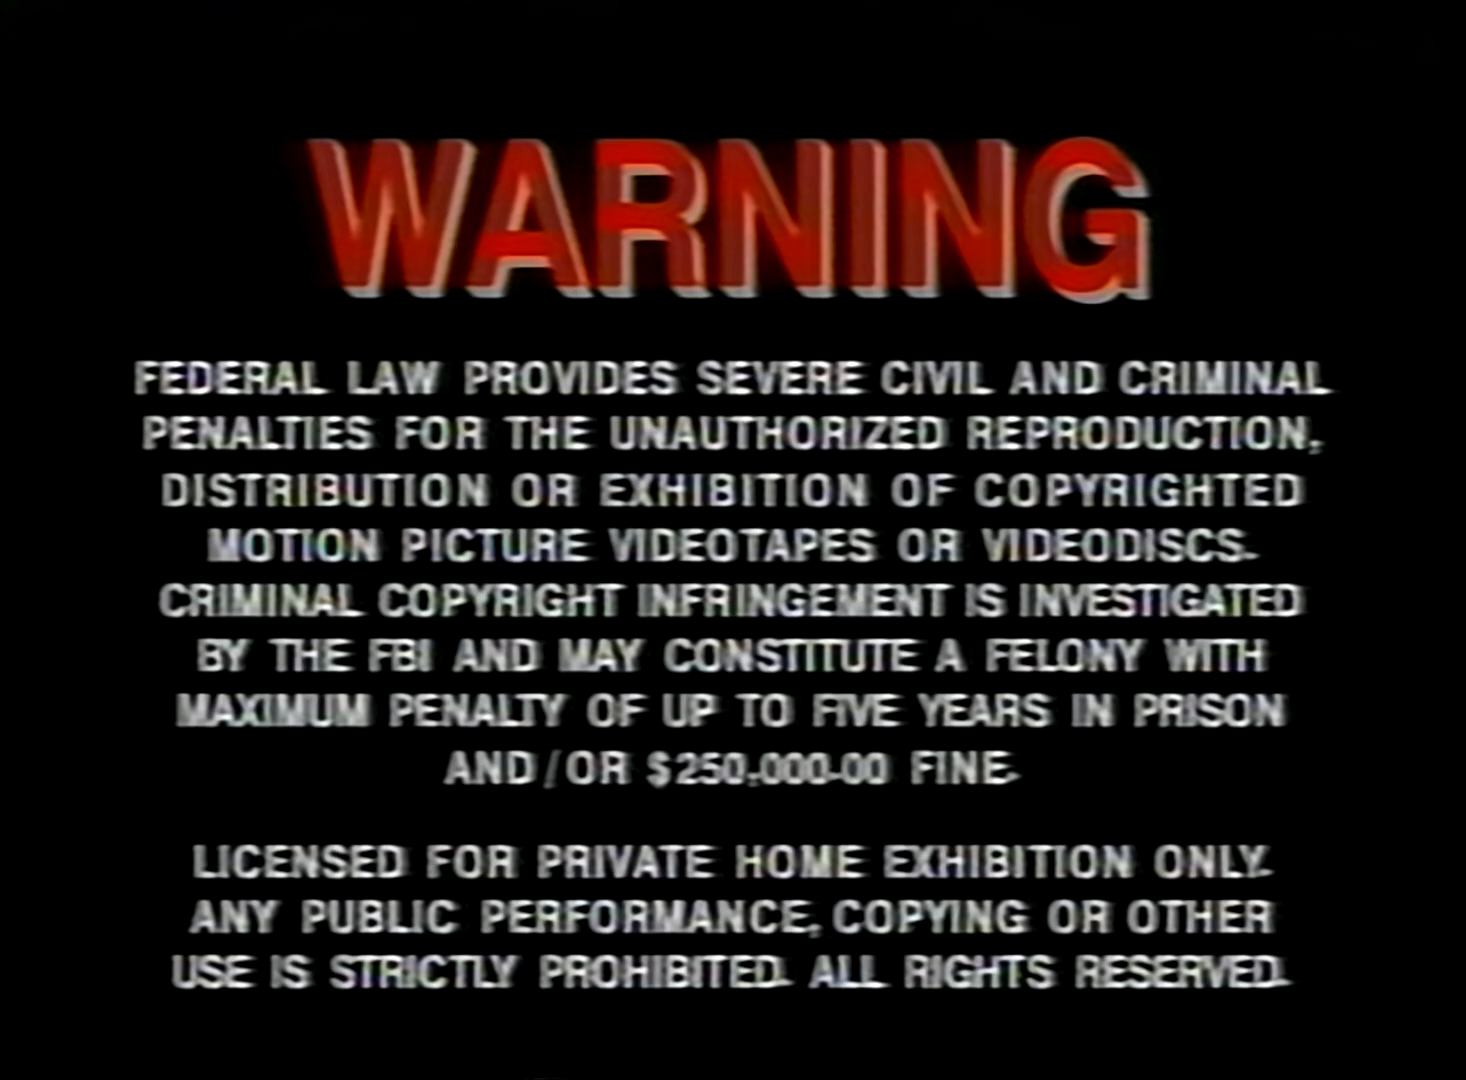 WARNING
FEDERAL LAW PROVIDES SEVERE CIVIL AND CRIMINAL
PENALTIES FOR THE UNAUTHORIZED REPRODUCTION,
DISTRIBUTION OR EXHIBITION OF COPYRIGHTED
MOTION PICTURE VIDEOTAPES OR VIDEODISCS.
CRIMINAL COPYRIGHT INFRINGEMENT IS INVESTIGATED
BY THE FBI AND MAY CONSTITUTE A FELONY WITH
MAXIMUM PENALTY OF UP TO FIVE YEARS IN PRISON
AND/OR $250,000.00 FINE.
LICENSED FOR PRIVATE HOME EXHIBITION ONLY.
ANY PUBLIC PERFORMANCE, COPYING OR OTHER
USE IS STRICTLY PROHIBITED. ALL RIGHTS RESERVED.